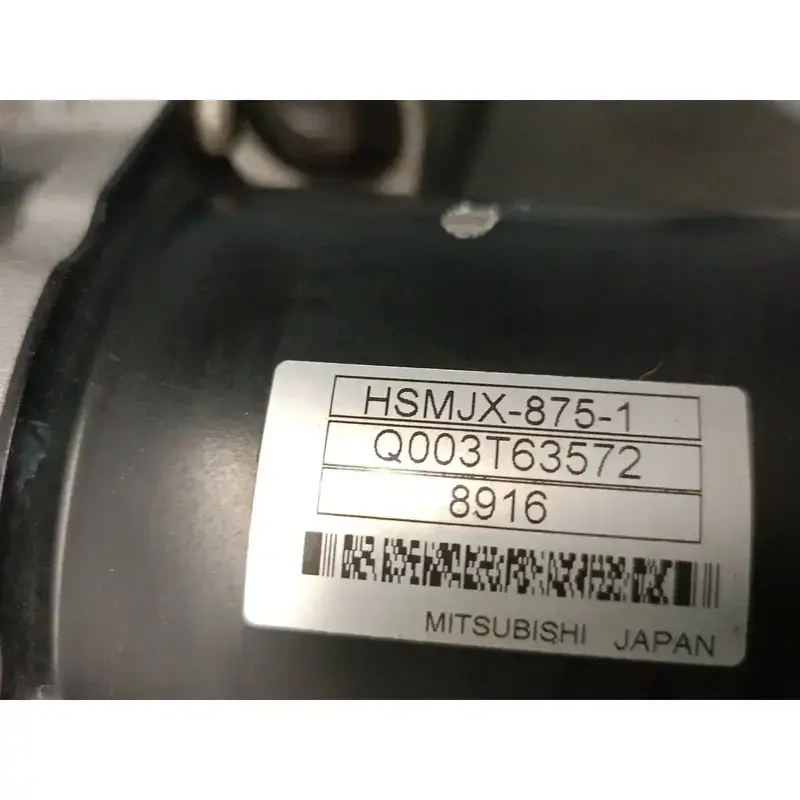 HSMJX-875-1
Q003T63572
8916
MITSUBISHI JAPAN